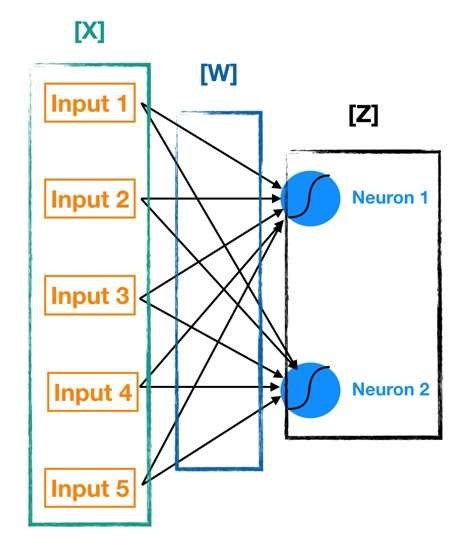 [X]
[W]
[Z]
Input 1
Input 2
Input 3
Input 4
Input 5
Neuron 1
Neuron 2